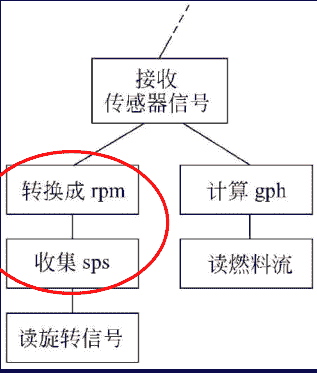 接收
传感器信号
转换成 rpm
计算 gph
收集 sps
读燃料流
读旋转信号